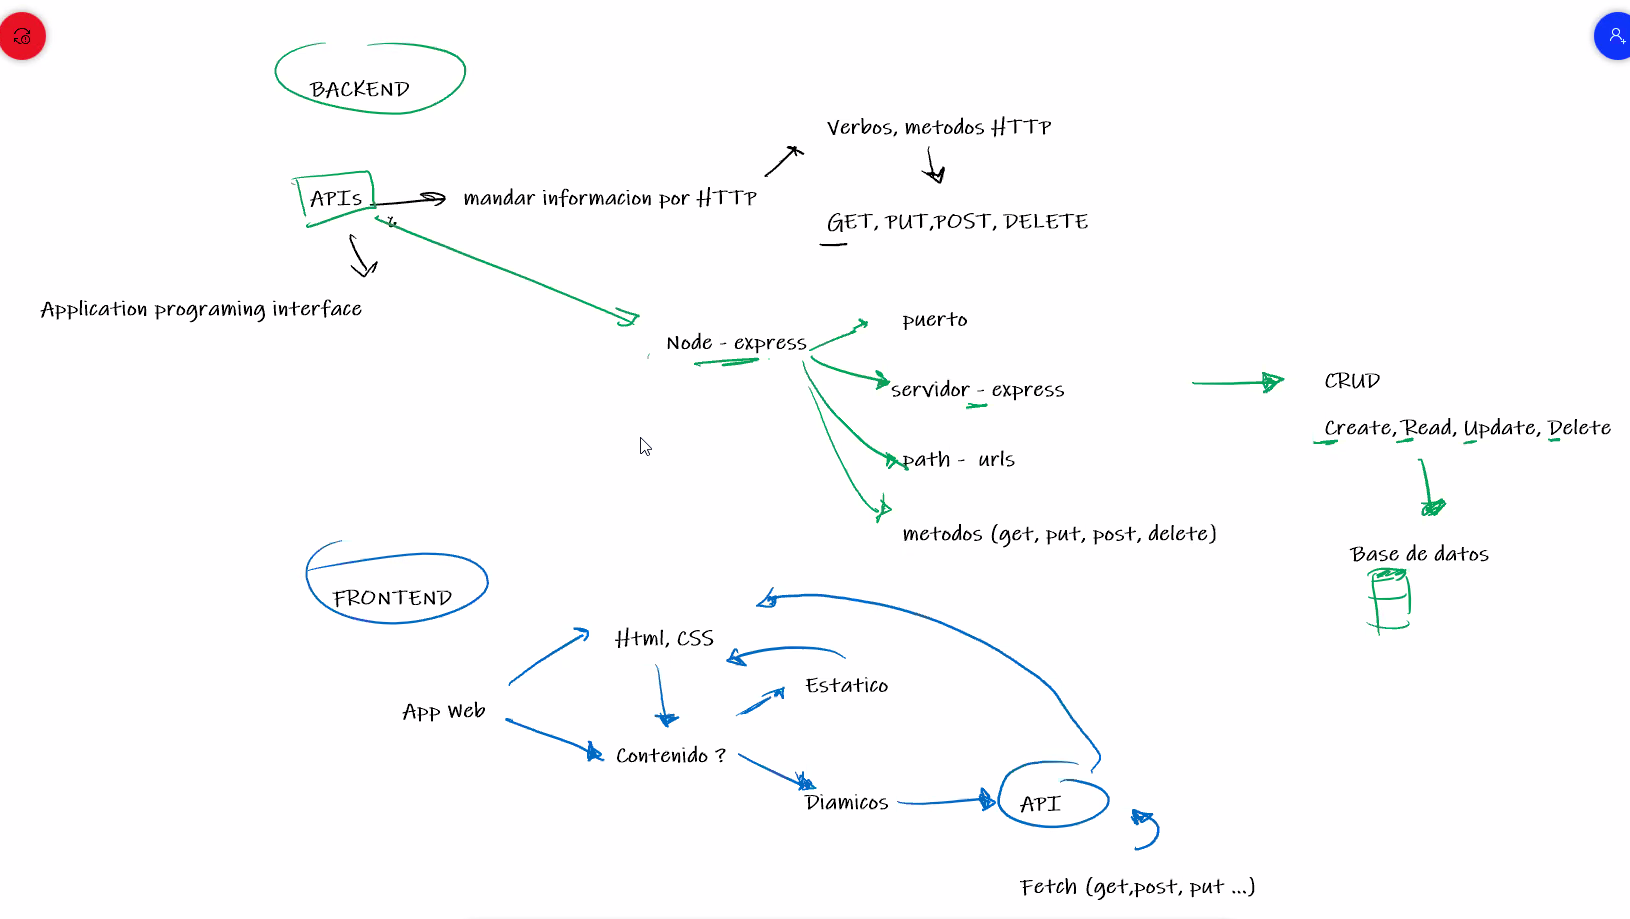 BACKEND
Verbos, metodos HTTP
APIs
mandar informacion por HTTP
GET, PUT,POST, DELETE
Application programing interface
Node - express
puerto
servidor - express
CRUD
Create, Read, Update, Delete
path - urls
metodos (get, put, post, delete)
Base de datos
FRONTEND
Html, CSS
Estatico
App Web
Contenido ?
Diamicos
API
Fetch (get,post, put ...)